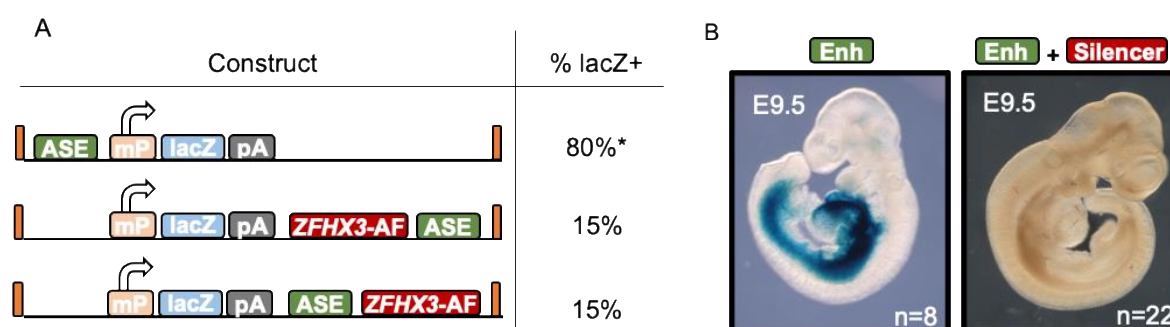 A
Construct % lacZ+
ASE mP lacZ pA 80%*
mP lacZ pA ZFHX3-AF ASE 15%
mP lacZ pA ASE ZFHX3-AF 15%
B
Enh Enh + Silencer
E9.5 E9.5
n=8 n=22